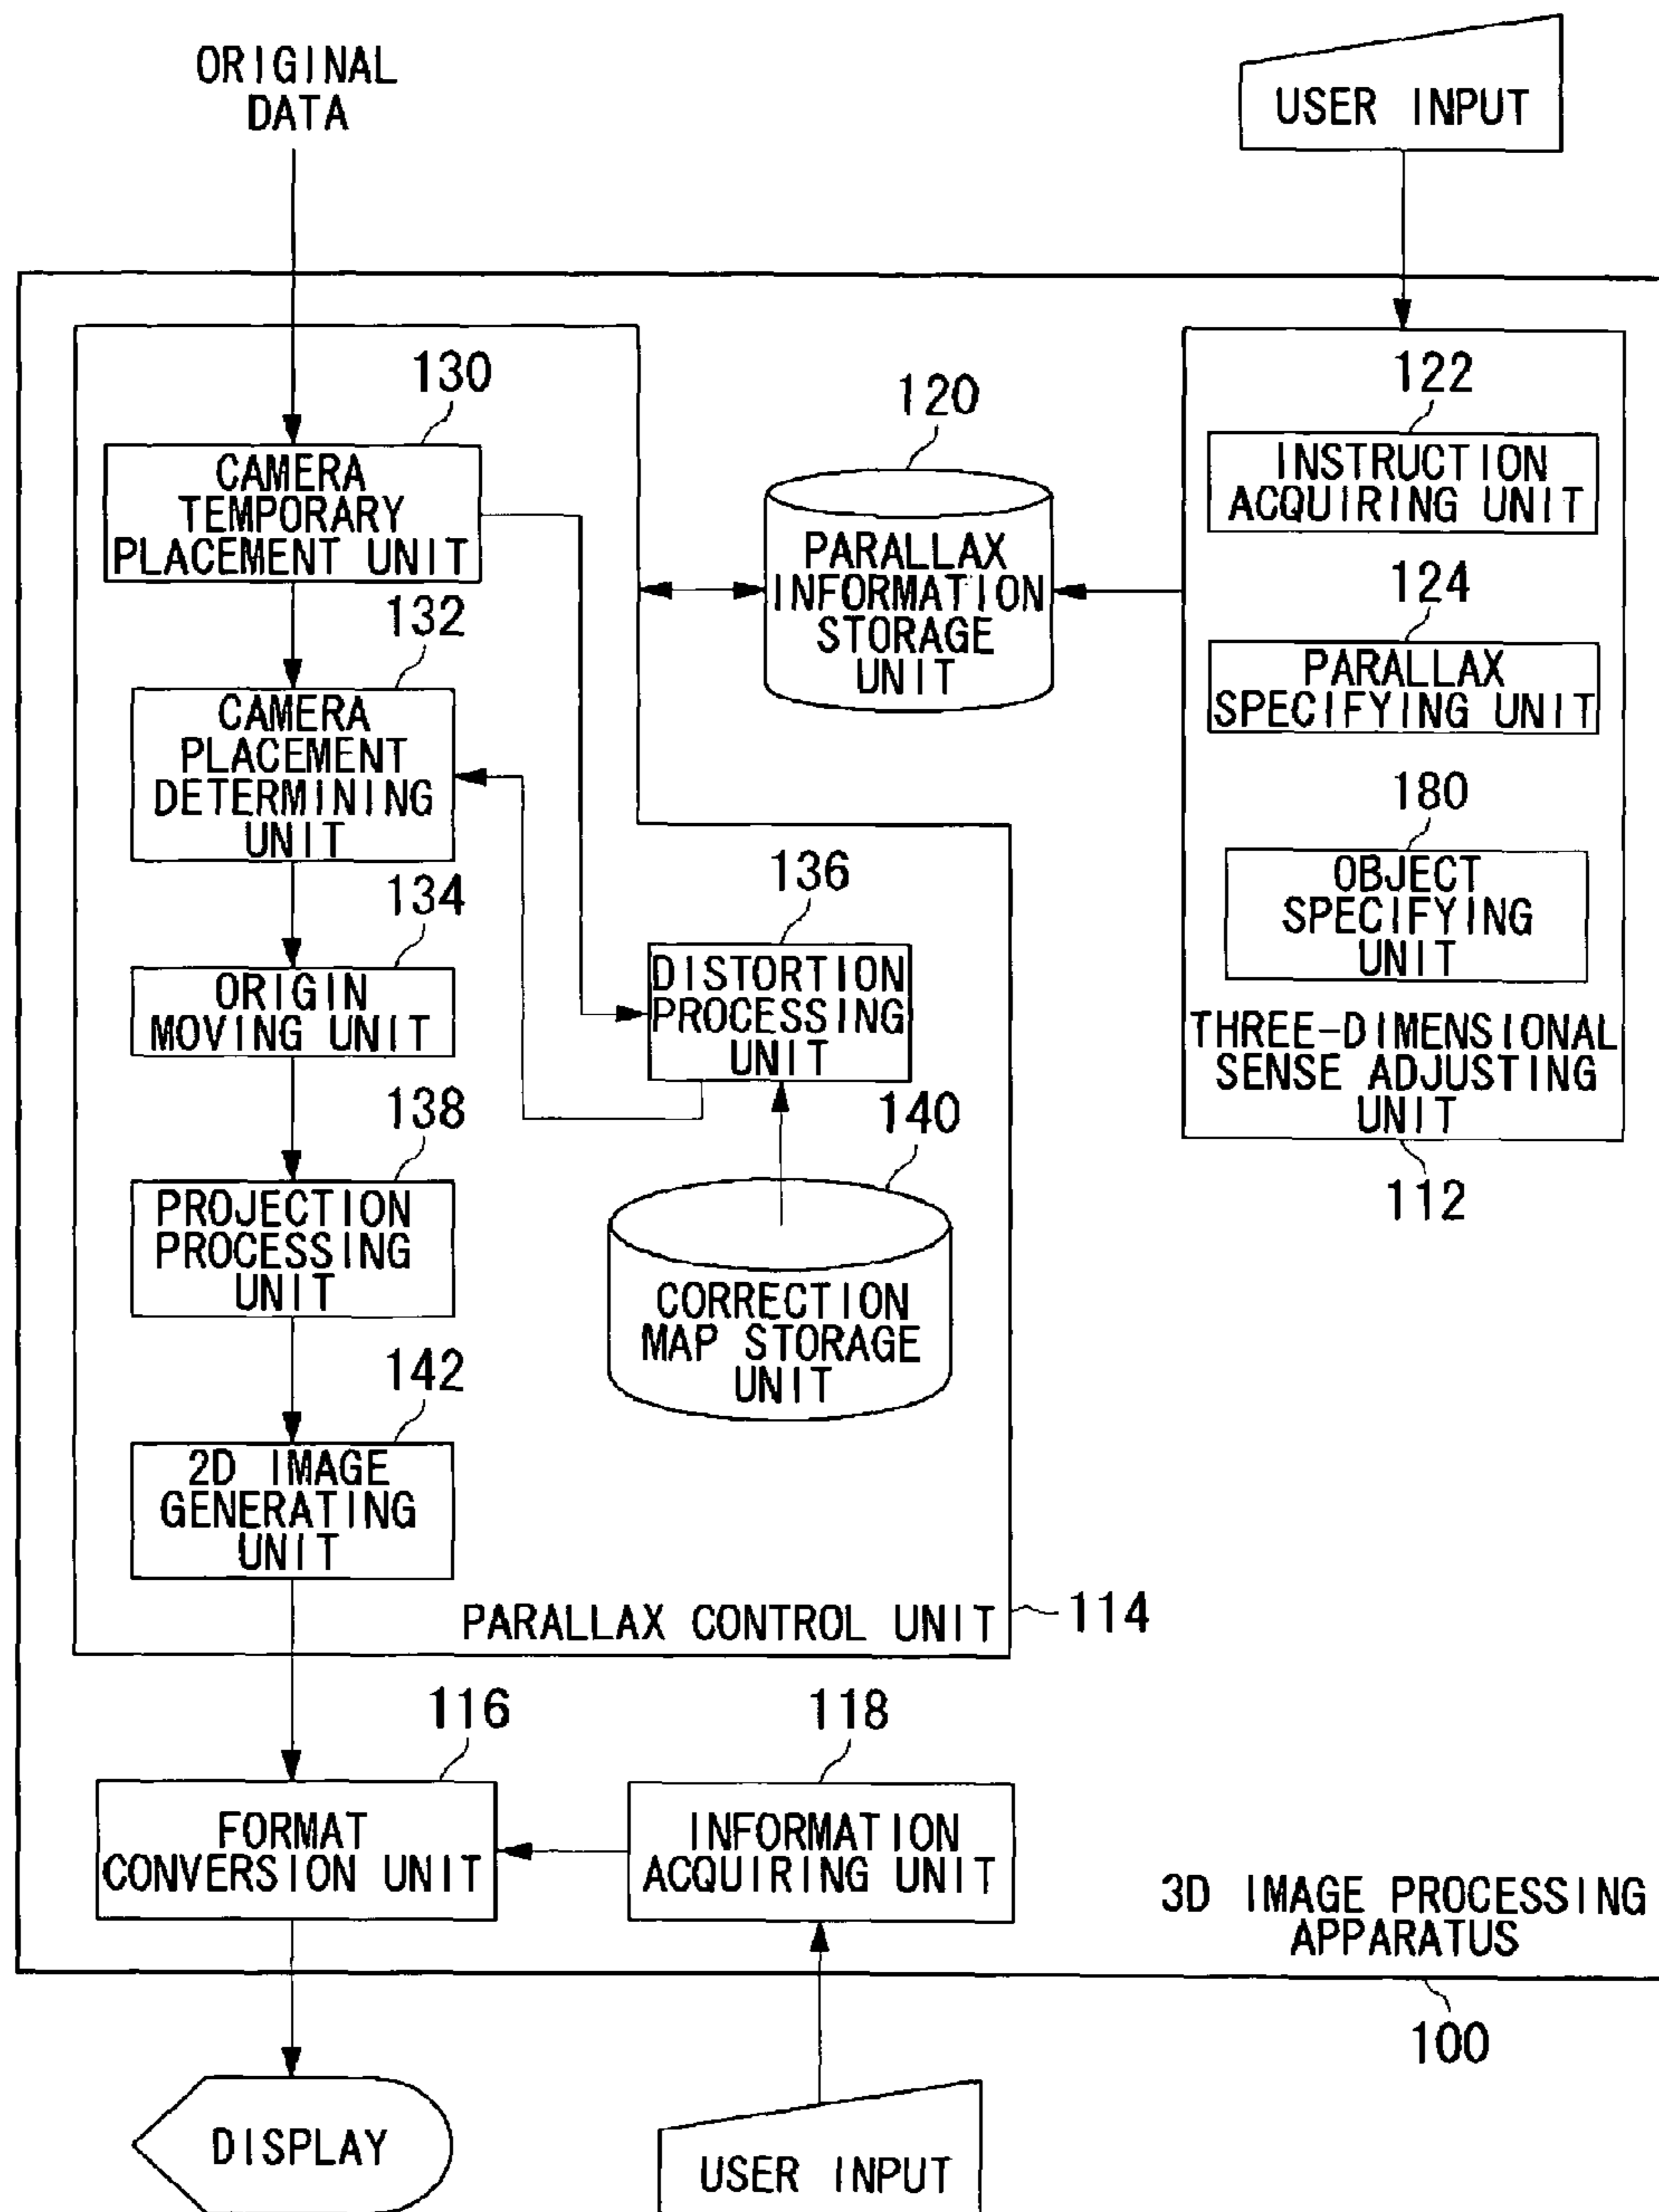 ORIGINAL
DATA
USER INPUT
130
CAMERA
TEMPORARY
PLACEMENT UNIT
120
PARALLAX
INFORMATION
STORAGE
UNIT
122
INSTRUCTION
ACQUIRING UNIT
124
PARALLAX
SPECIFYING UNIT
180
OBJECT
SPECIFYING
UNIT
THREE-DIMENSIONAL
SENSE ADJUSTING
UNIT
112
132
CAMERA
PLACEMENT
DETERMINING
UNIT
134
ORIGIN
MOVING UNIT
136
DISTORTION
PROCESSING
UNIT
138
PROJECTION
PROCESSING
UNIT
140
CORRECTION
MAP STORAGE
UNIT
142
2D IMAGE
GENERATING
UNIT
PARALLAX CONTROL UNIT
114
116
FORMAT
CONVERSION UNIT
118
INFORMATION
ACQUIRING UNIT
3D IMAGE PROCESSING
APPARATUS
100
DISPLAY
USER INPUT